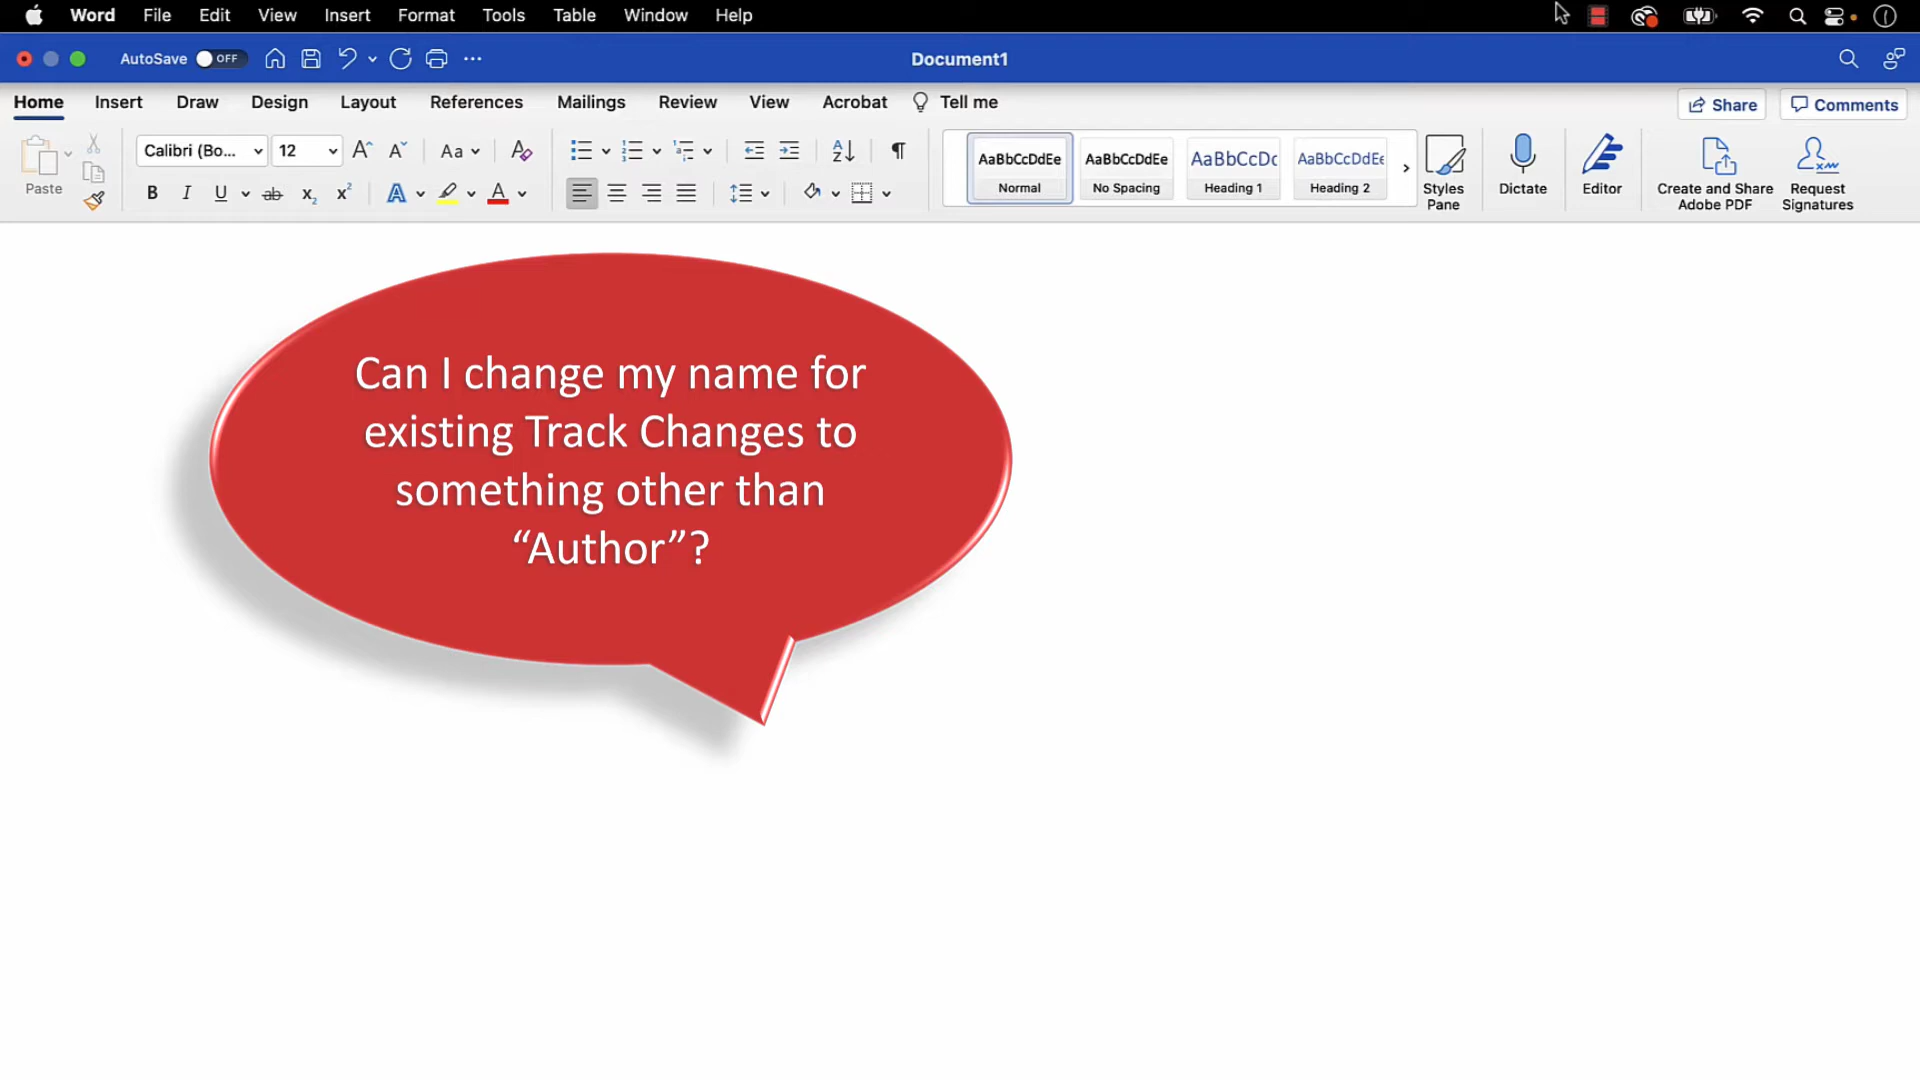 Word File Edit View Insert Format Tools Table Window Help
AutoSave OFF Document1
Home Insert Draw Design Layout References Mailings Review View Acrobat Tell me Share Comments
Paste Calibri (Bo... 12 Aa
AaBbCcDdEe AaBbCcDdEe AaBbCcDc AaBbCcDdEe
Normal No Spacing Heading 1 Heading 2
Styles Pane Dictate Editor Create and Share Adobe PDF Request Signatures
Can I change my name for
existing Track Changes to
something other than
“Author”?